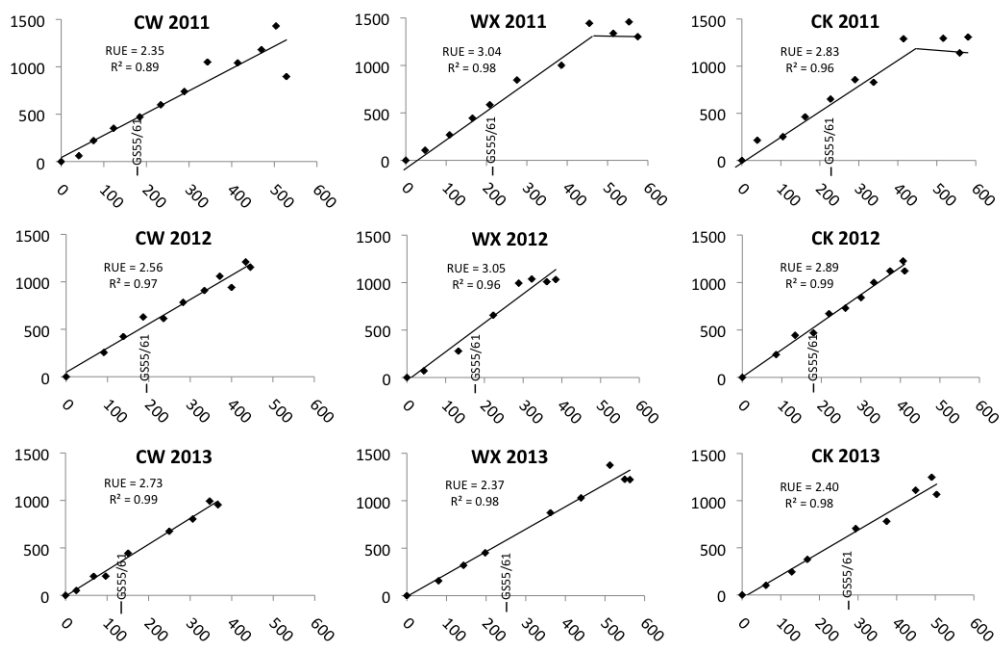 CW 2011
1500
1000
500
0
RUE = 2.35
R² = 0.89
GS55/61
0 100 200 300 400 500 600
WX 2011
1500
1000
500
0
RUE = 3.04
R² = 0.98
GS55/61
0 100 200 300 400 500 600
CK 2011
1500
1000
500
0
RUE = 2.83
R² = 0.96
GS55/61
0 100 200 300 400 500 600
CW 2012
1500
1000
500
0
RUE = 2.56
R² = 0.97
GS55/61
0 100 200 300 400 500 600
WX 2012
1500
1000
500
0
RUE = 3.05
R² = 0.96
GS55/61
0 100 200 300 400 500 600
CK 2012
1500
1000
500
0
RUE = 2.89
R² = 0.99
GS55/61
0 100 200 300 400 500 600
CW 2013
1500
1000
500
0
RUE = 2.73
R² = 0.99
GS55/61
0 100 200 300 400 500 600
WX 2013
1500
1000
500
0
RUE = 2.37
R² = 0.98
GS55/61
0 100 200 300 400 500 600
CK 2013
1500
1000
500
0
RUE = 2.40
R² = 0.98
GS55/61
0 100 200 300 400 500 600